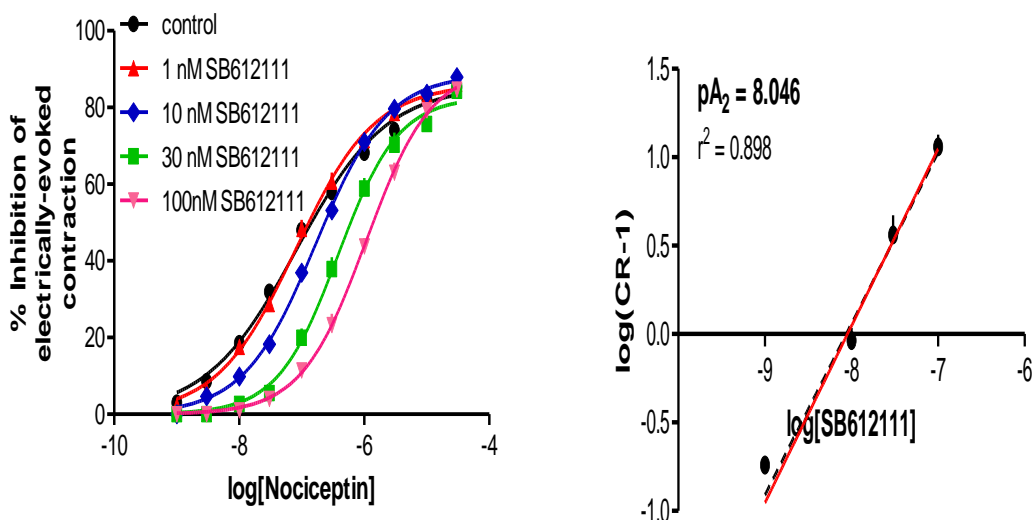 100
80
60
40
20
0
% Inhibition of
electrically-evoked
contraction
control
1 nM SB612111
10 nM SB612111
30 nM SB612111
100nM SB612111
-10
-8
-6
-4
log[Nociceptin]
1.5
1.0
0.5
0.0
-0.5
-1.0
log(CR-1)
pA₂ = 8.046
r² = 0.898
-9
-8
-7
-6
log[SB612111]